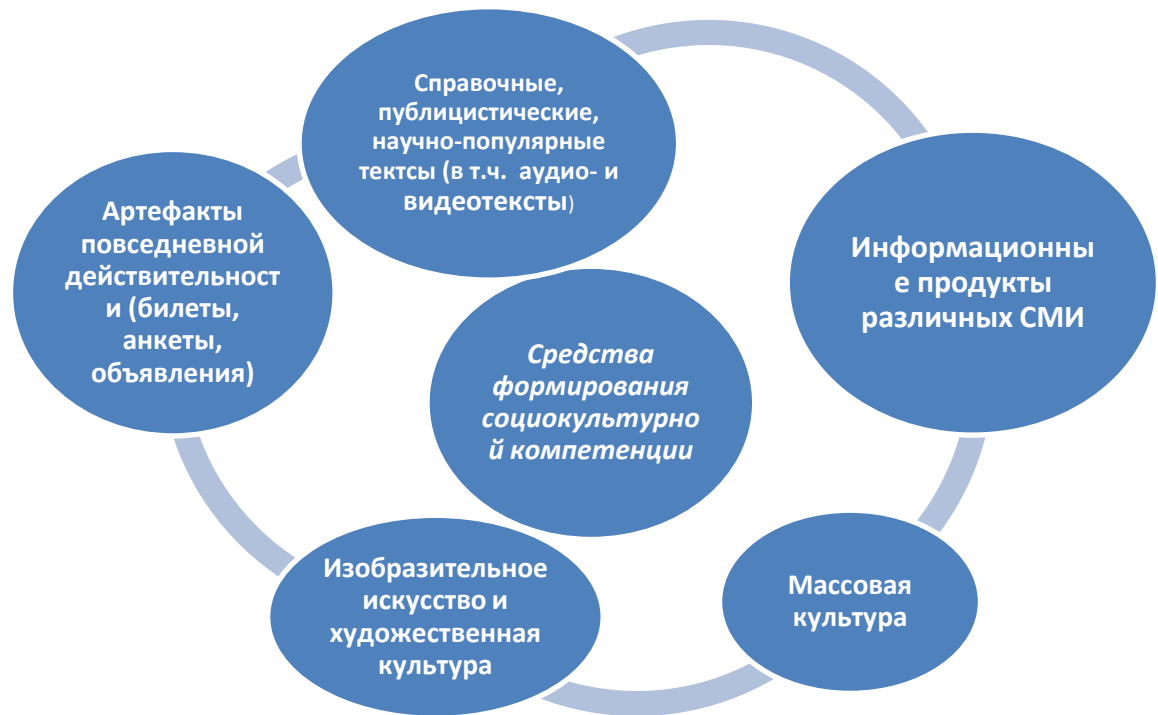 Справочные,
публицистические,
научно-популярные
тектсы (в т.ч. аудио- и
видеотексты)
Информационны
е продукты
различных СМИ
Артефакты
повседневной
действительност
и (билеты,
анкеты,
объявления)
Средства
формирования
социокультурно
й компетенции
Изобразительное
искусство и
художественная
культура
Массовая
культура